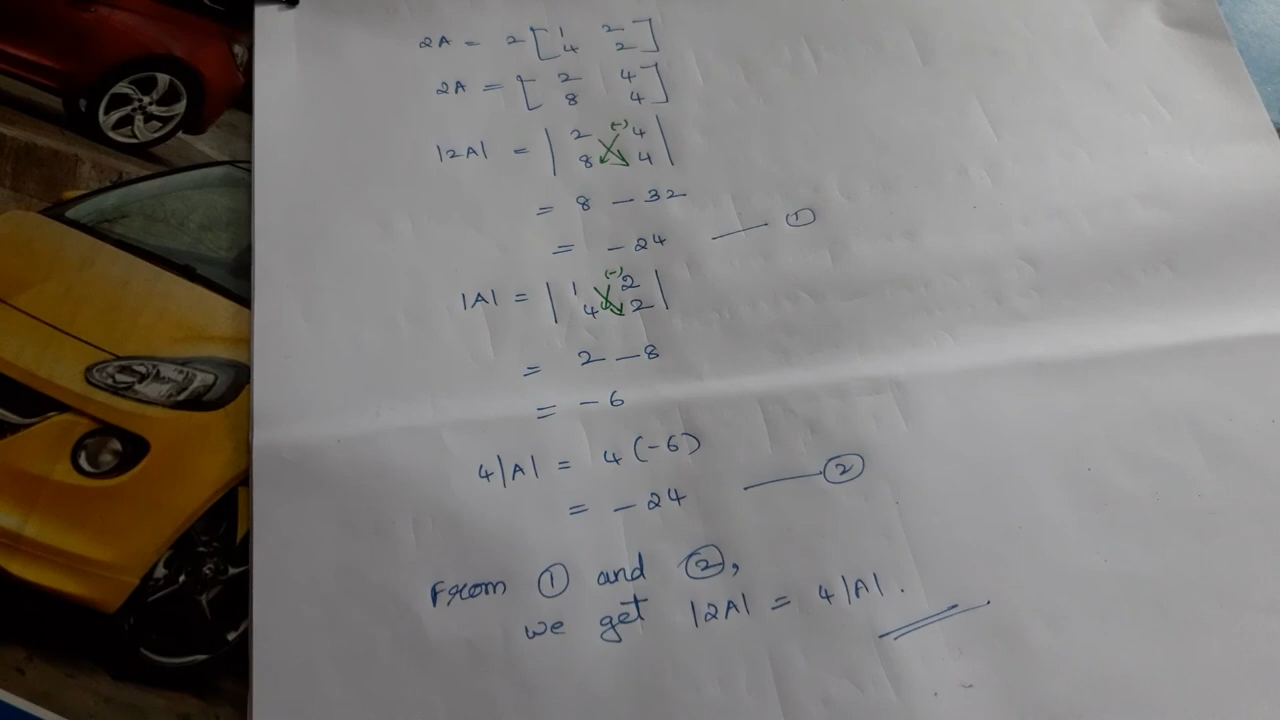 2A = 2 [ 1 2
4 2 ]
2A = [ 2 4
8 4 ]
|2A| = | 2 (-) 4
8 4 |
= 8 - 32
= - 24 —— ①
|A| = | 1 (-) 2
4 2 |
= 2 - 8
= - 6
4|A| = 4 (-6)
= - 24 —— ②
From ① and ②,
we get |2A| = 4|A|.